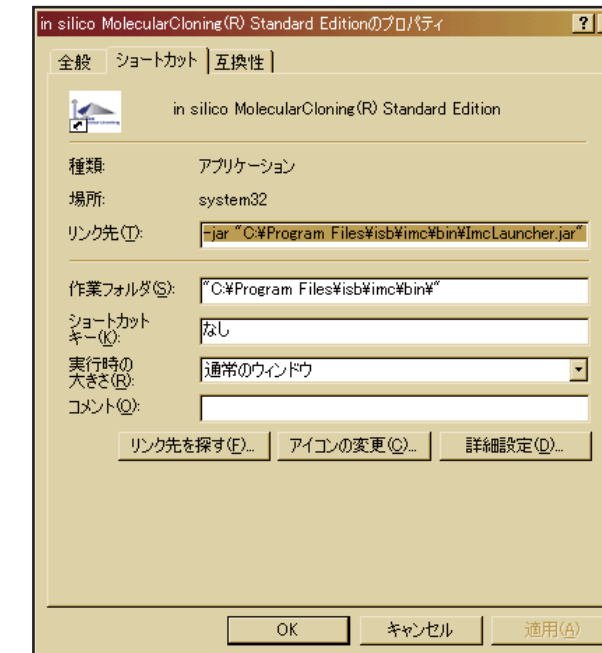 in silico MolecularCloning(R) Standard Editionのプロパティ
?
全般 ショートカット 互換性
in silico MolecularCloning(R) Standard Edition
種類: アプリケーション
場所: system32
リンク先(T): -jar "C:¥Program Files¥isb¥imc¥bin¥ImcLauncher.jar"
作業フォルダ(S): "C:¥Program Files¥isb¥imc¥bin¥"
ショートカット
キー(K): なし
実行時の
大きさ(R): 通常のウィンドウ
コメント(O):
リンク先を探す(F)... アイコンの変更(C)... 詳細設定(D)...
OK キャンセル 適用(A)